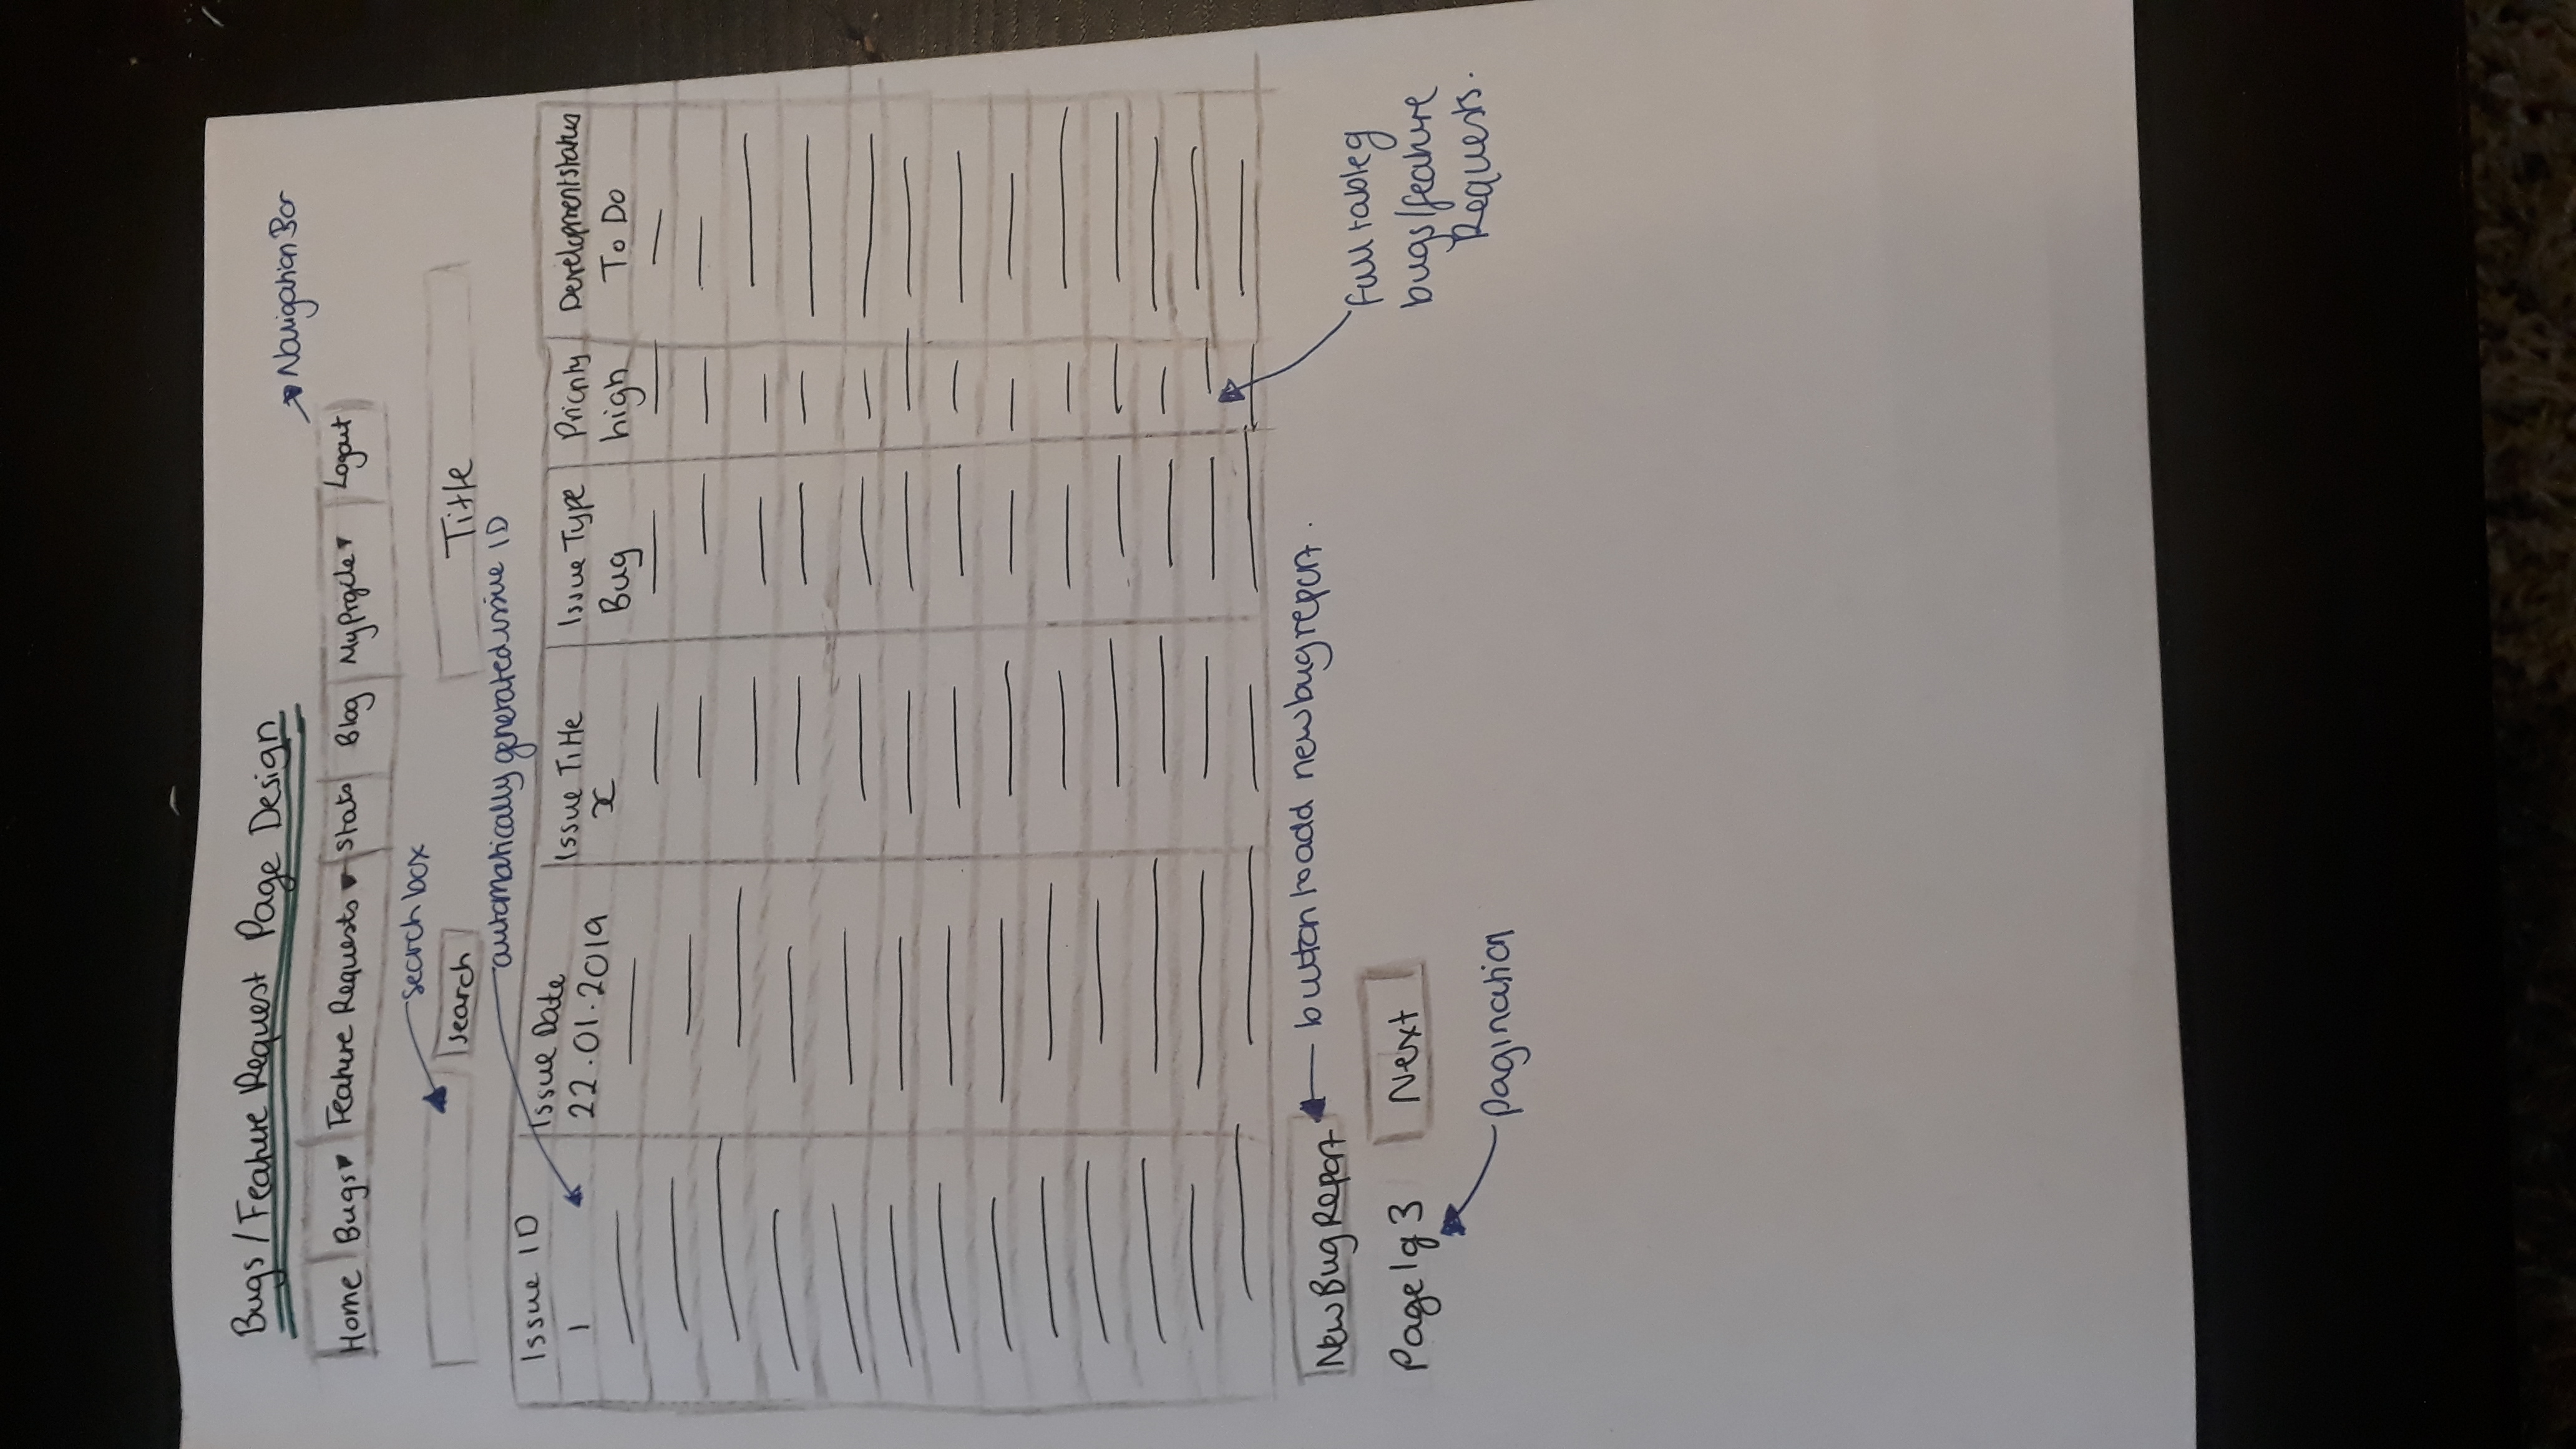 Bugs/Feature Request Page Design
Navigation Bar
Home Bugs▾ Feature Requests ▾ Stats Blog My Profile ▾ Logout
search box
search
Title
automatically generated issue ID
Issue ID Issue Date Issue Title Issue Type Priority Development status
1 22.01.2019 x Bug high To Do
New Bug Report
button to add new bug report.
Page 1 of 3 Next
pagination
Full table of
bugs/feature
Requests.